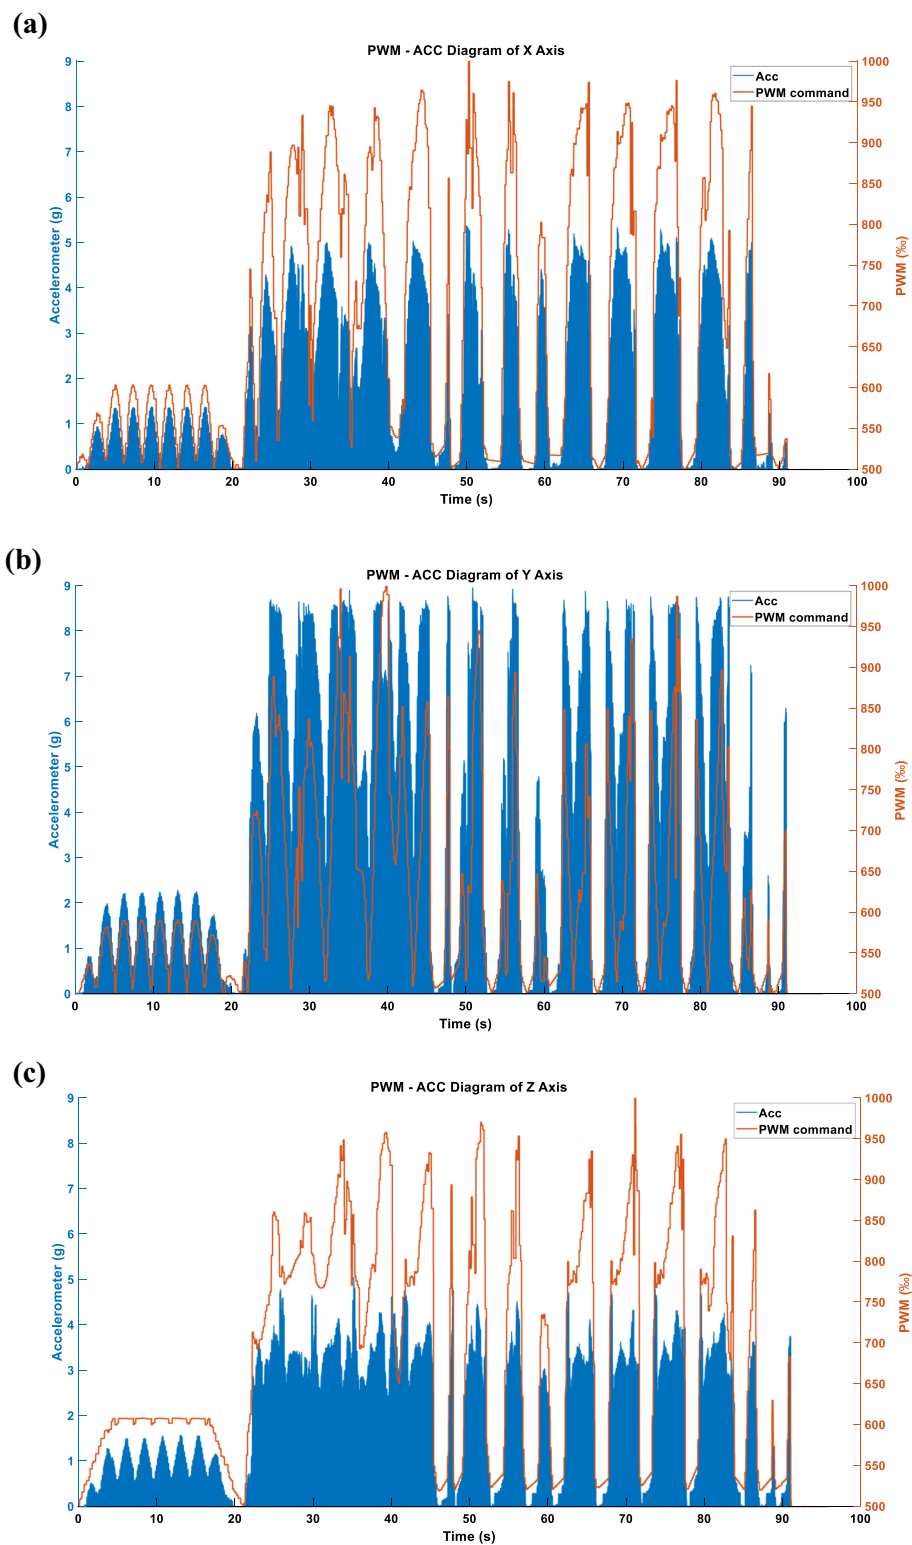 (a)
PWM - ACC Diagram of X Axis
9 8 7 6 5 4 3 2 1 0
Accelerometer (g)
Acc
PWM command
1000 950 900 850 800 750 700 650 600 550 500
PWM (‰)
0 10 20 30 40 50 60 70 80 90 100
Time (s)
(b)
PWM - ACC Diagram of Y Axis
9 8 7 6 5 4 3 2 1 0
Accelerometer (g)
Acc
PWM command
1000 950 900 850 800 750 700 650 600 550 500
PWM (‰)
0 10 20 30 40 50 60 70 80 90 100
Time (s)
(c)
PWM - ACC Diagram of Z Axis
9 8 7 6 5 4 3 2 1 0
Accelerometer (g)
Acc
PWM command
1000 950 900 850 800 750 700 650 600 550 500
PWM (‰)
0 10 20 30 40 50 60 70 80 90 100
Time (s)